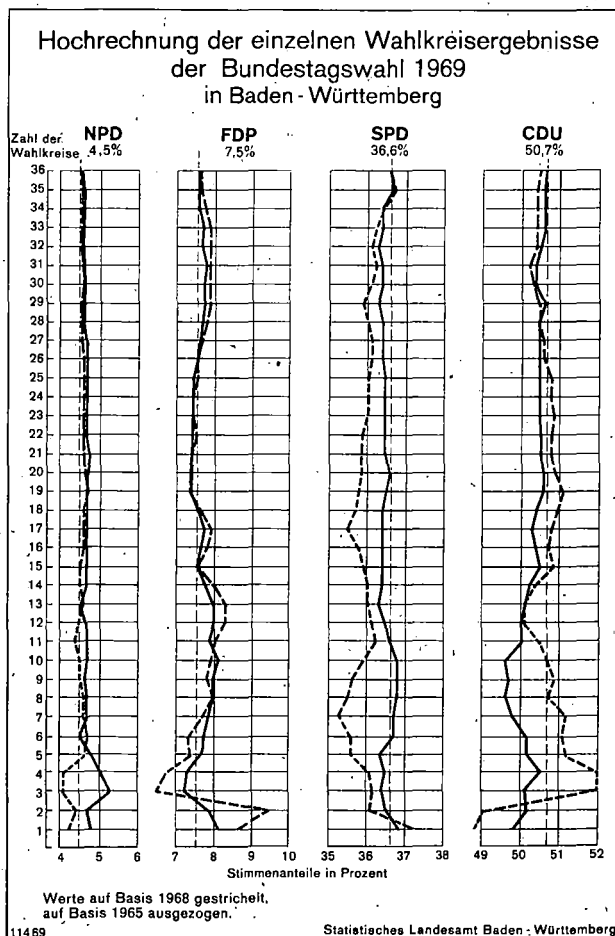 Hochrechnung der einzelnen Wahlkreisergebnisse
der Bundestagswahl 1969
in Baden-Württemberg
Zahl der
Wahlkreise
NPD
4,5%
FDP
7,5%
SPD
36,6%
CDU
50,7%
36
35
34
33
32
31
30
29
28
27
26
25
24
23
22
21
20
19
18
17
16
15
14
13
12
11
10
9
8
7
6
5
4
3
2
1
4 5 6 7 8 9 10 35 36 37 38 49 50 51 52
Stimmenanteile in Prozent
Werte auf Basis 1968 gestrichelt,
auf Basis 1965 ausgezogen.
11469 Statistisches Landesamt Baden-Württemberg